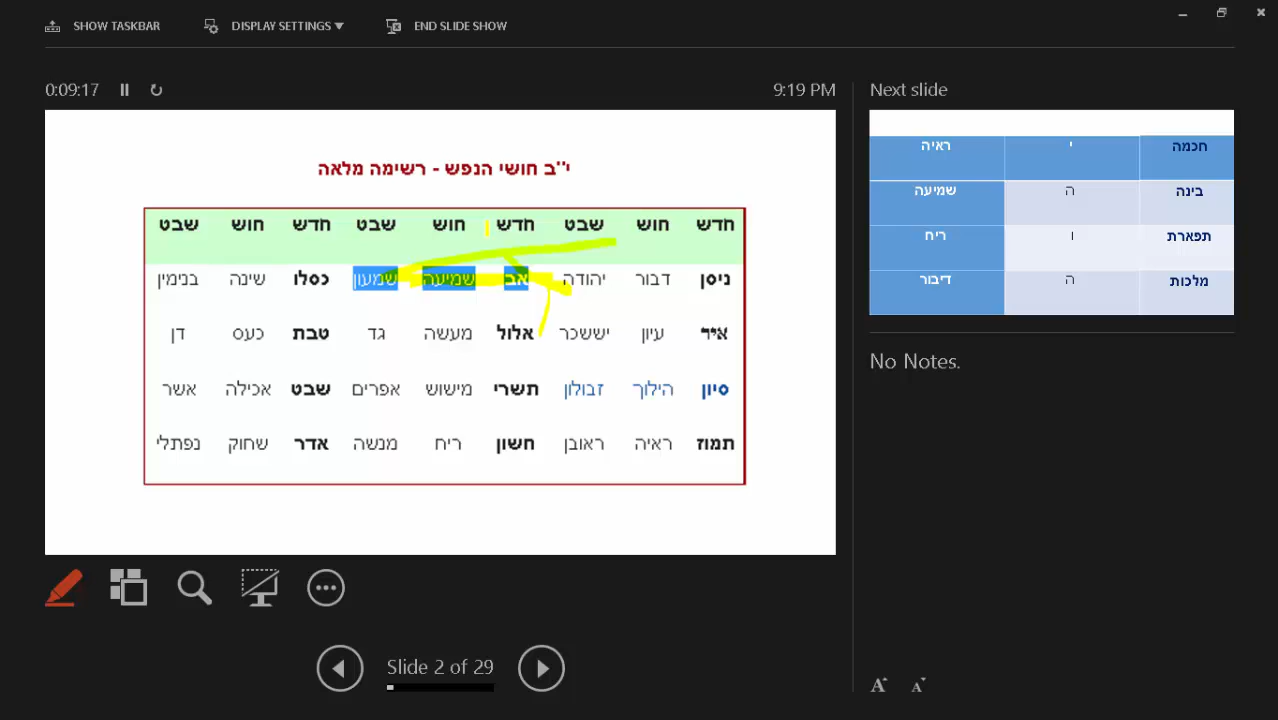 SHOW TASKBAR DISPLAY SETTINGS END SLIDE SHOW
0:09:17 9:19 PM
י''ב חושי הנפש - רשימה מלאה
חדש חוש שבט חדש חוש שבט חדש חוש שבט
ניסן דבור יהודה אב שמיעה שמעון כסלו שינה בנימין
איר עיון יששכר אלול מעשה גד טבת כעס דן
סיון הילוך זבולון תשרי מישוש אפרים שבט אכילה אשר
תמוז ראיה ראובן חשון ריח מנשה אדר שחוק נפתלי
Slide 2 of 29
Next slide
חכמה י ראיה
בינה ה שמיעה
תפארת ו ריח
מלכות ה דיבור
No Notes.
A A